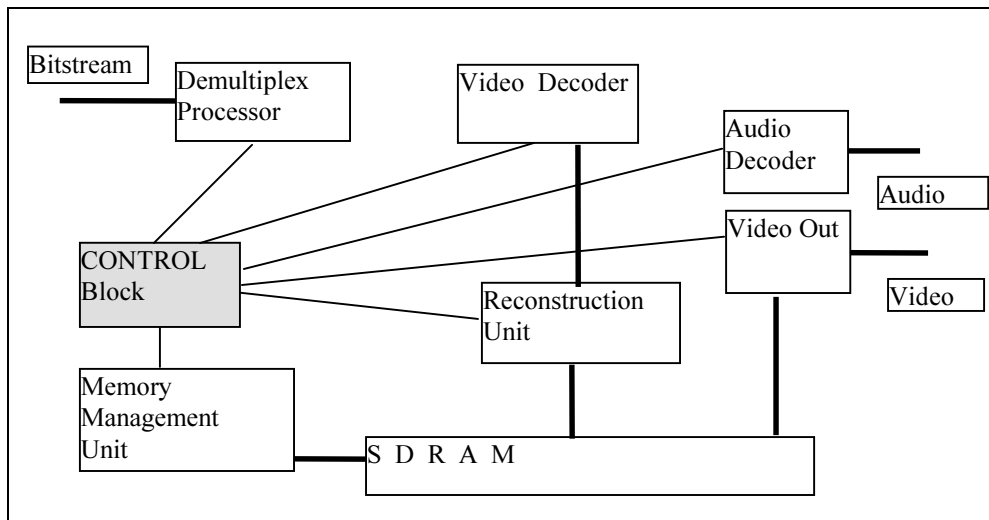 Bitstream
Demultiplex
Processor
Video Decoder
Audio
Decoder
Audio
Video Out
Video
CONTROL
Block
Reconstruction
Unit
Memory
Management
Unit
S D R A M